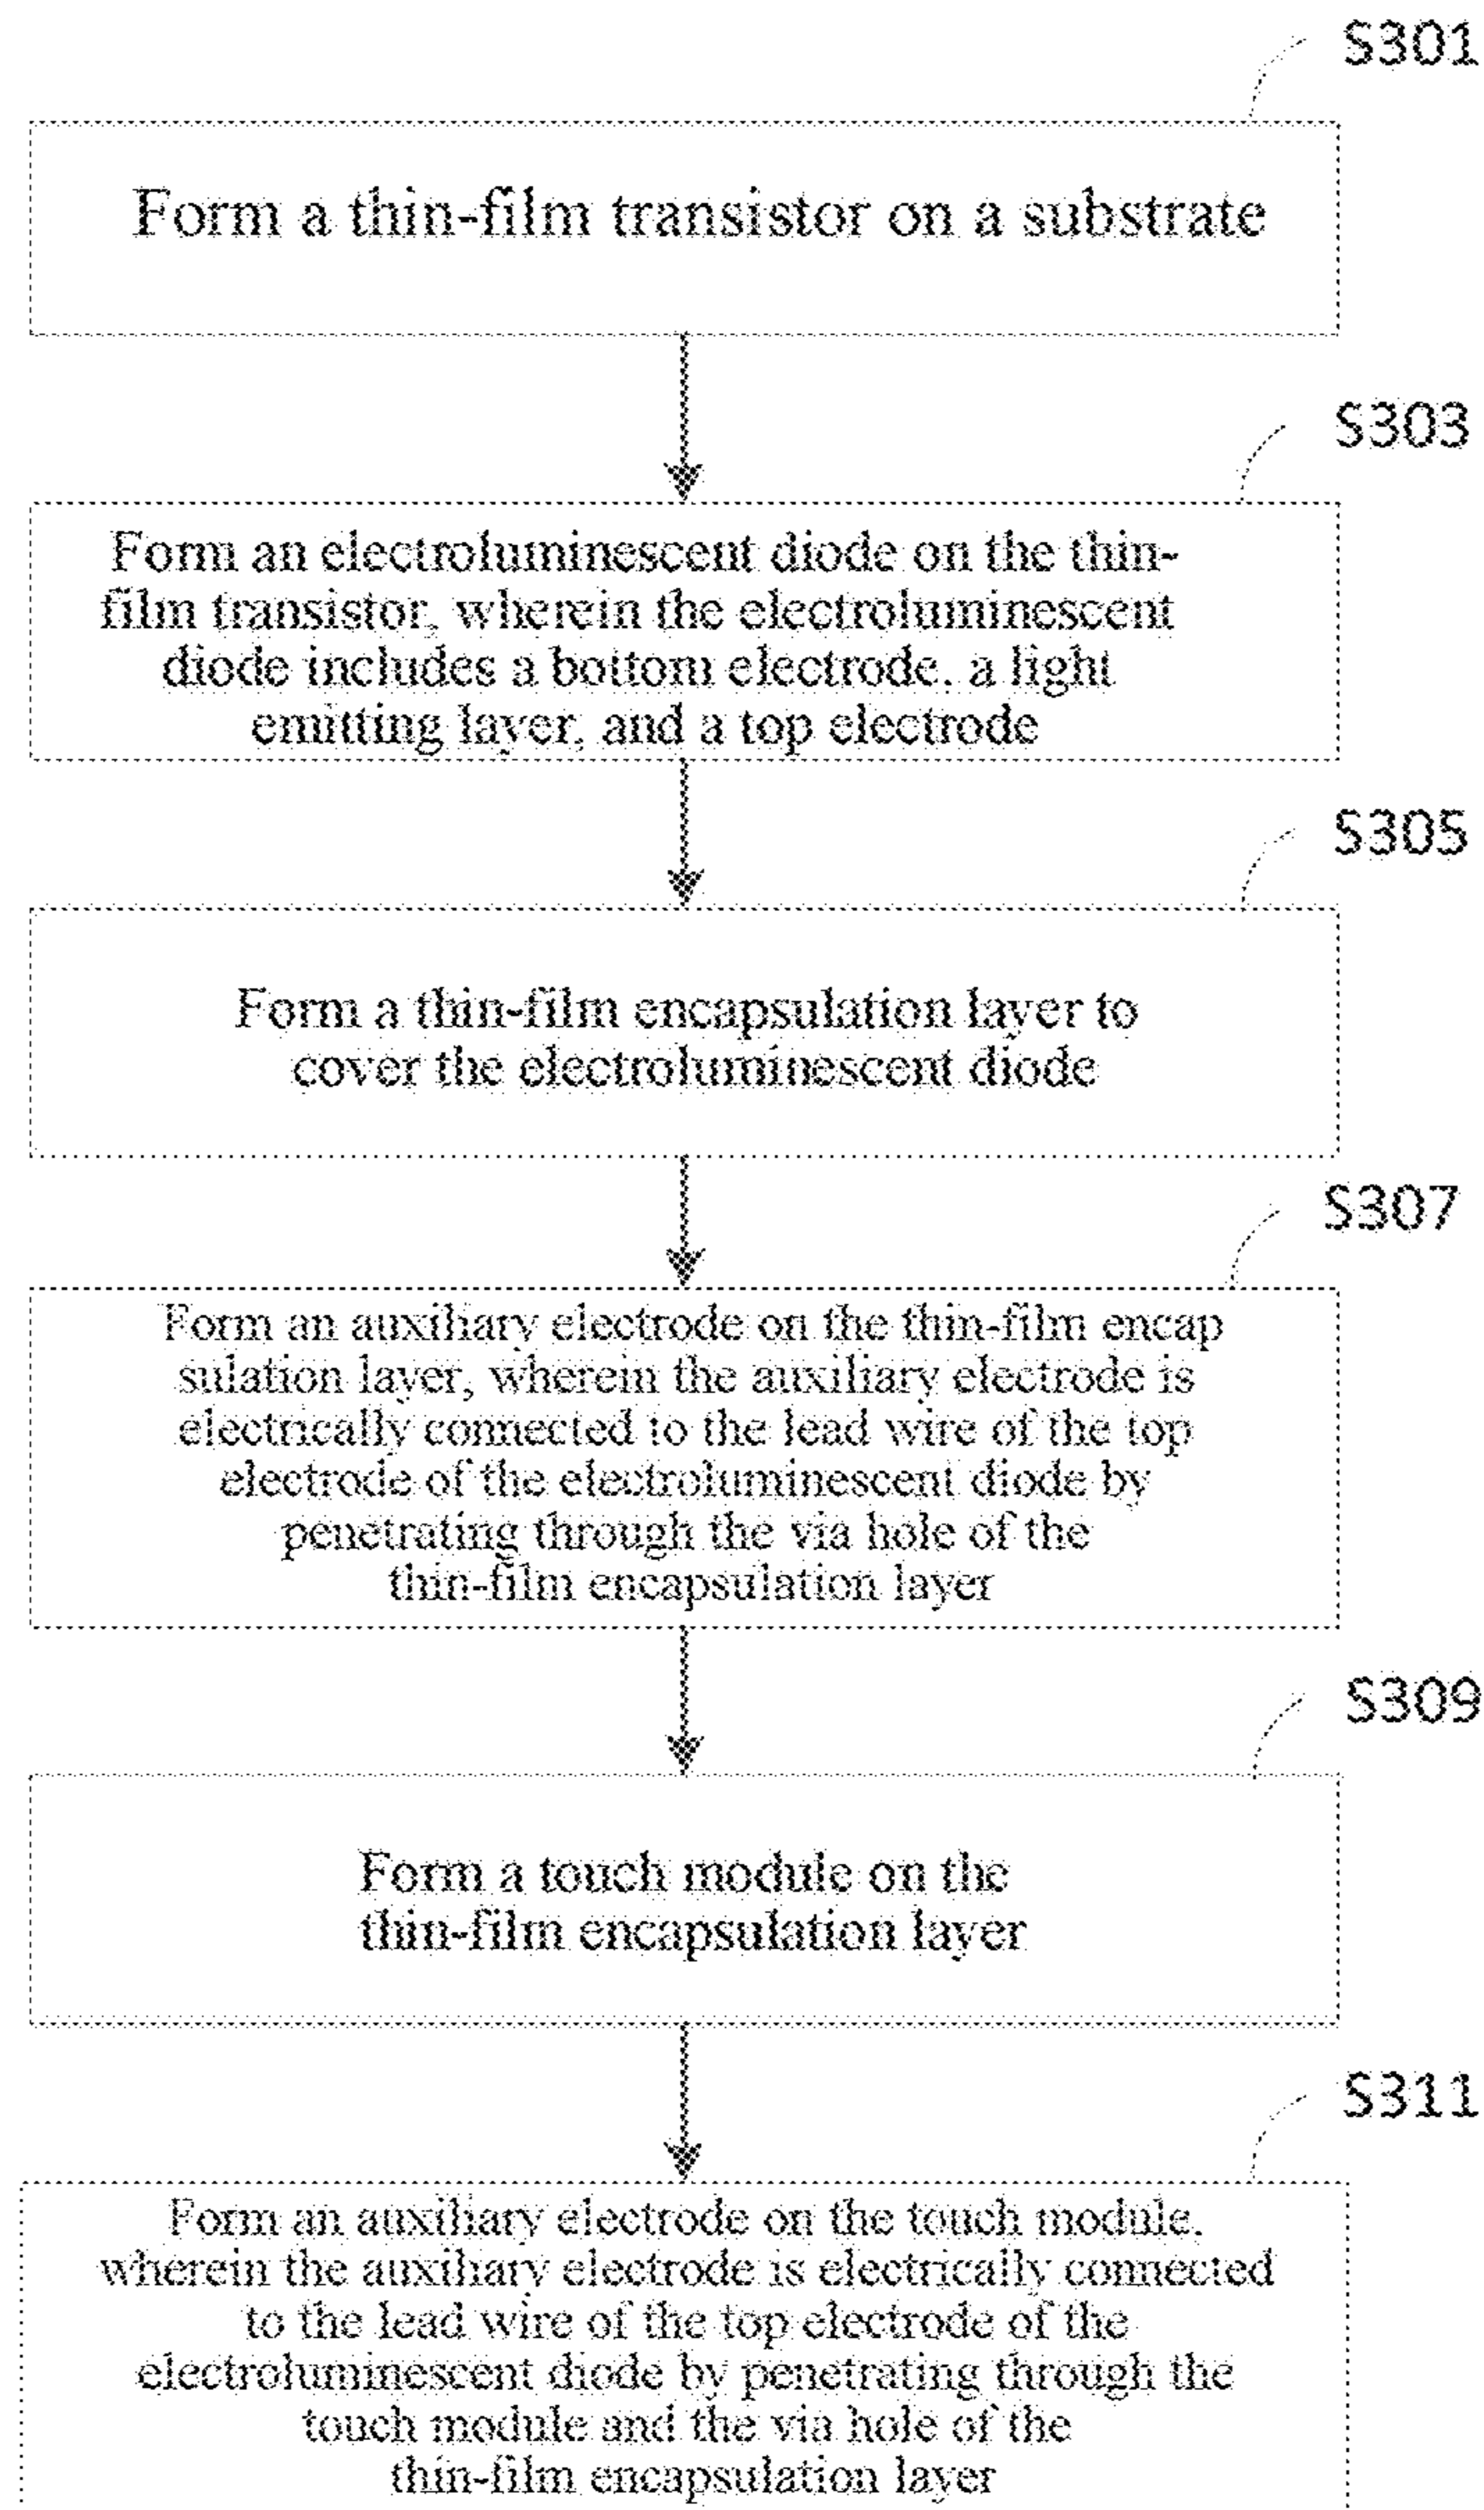 S301
Form a thin-film transistor on a substrate
S303
Form an electroluminescent diode on the thin-
film transistor, wherein the electroluminescent
diode includes a bottom electrode, a light
emitting layer, and a top electrode
S305
Form a thin-film encapsulation layer to
cover the electroluminescent diode
S307
Form an auxiliary electrode on the thin-film encap
sulation layer, wherein the auxiliary electrode is
electrically connected to the lead wire of the top
electrode of the electroluminescent diode by
penetrating through the via hole of the
thin-film encapsulation layer
S309
Form a touch module on the
thin-film encapsulation layer
S311
Form an auxiliary electrode on the touch module,
wherein the auxiliary electrode is electrically connected
to the lead wire of the top electrode of the
electroluminescent diode by penetrating through the
touch module and the via hole of the
thin-film encapsulation layer